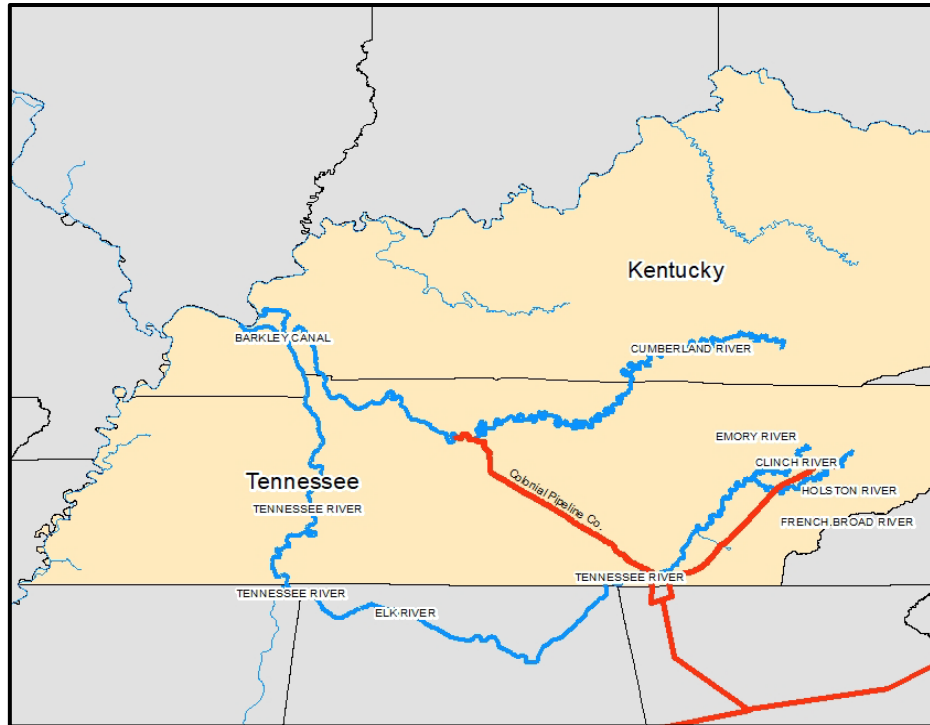 Kentucky
BARKLEY CANAL
CUMBERLAND RIVER
EMORY RIVER
CLINCH RIVER
Tennessee
Colonial Pipeline Co.
HOLSTON RIVER
TENNESSEE RIVER
FRENCH BROAD RIVER
TENNESSEE RIVER
TENNESSEE RIVER
ELK RIVER